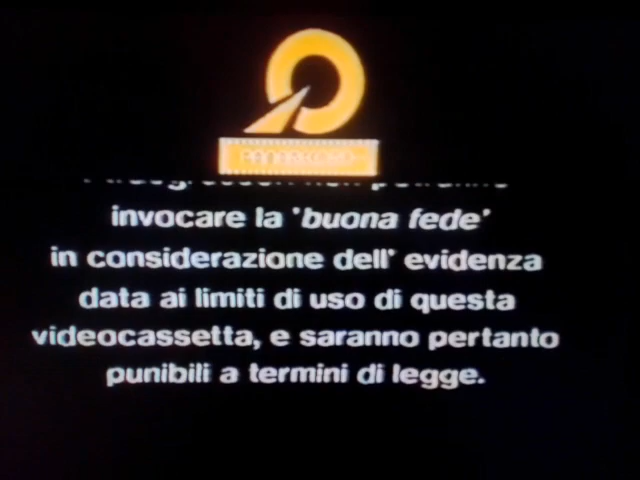 invocare la 'buona fede'
in considerazione dell' evidenza
data ai limiti di uso di questa
videocassetta, e saranno pertanto
punibili a termini di legge.